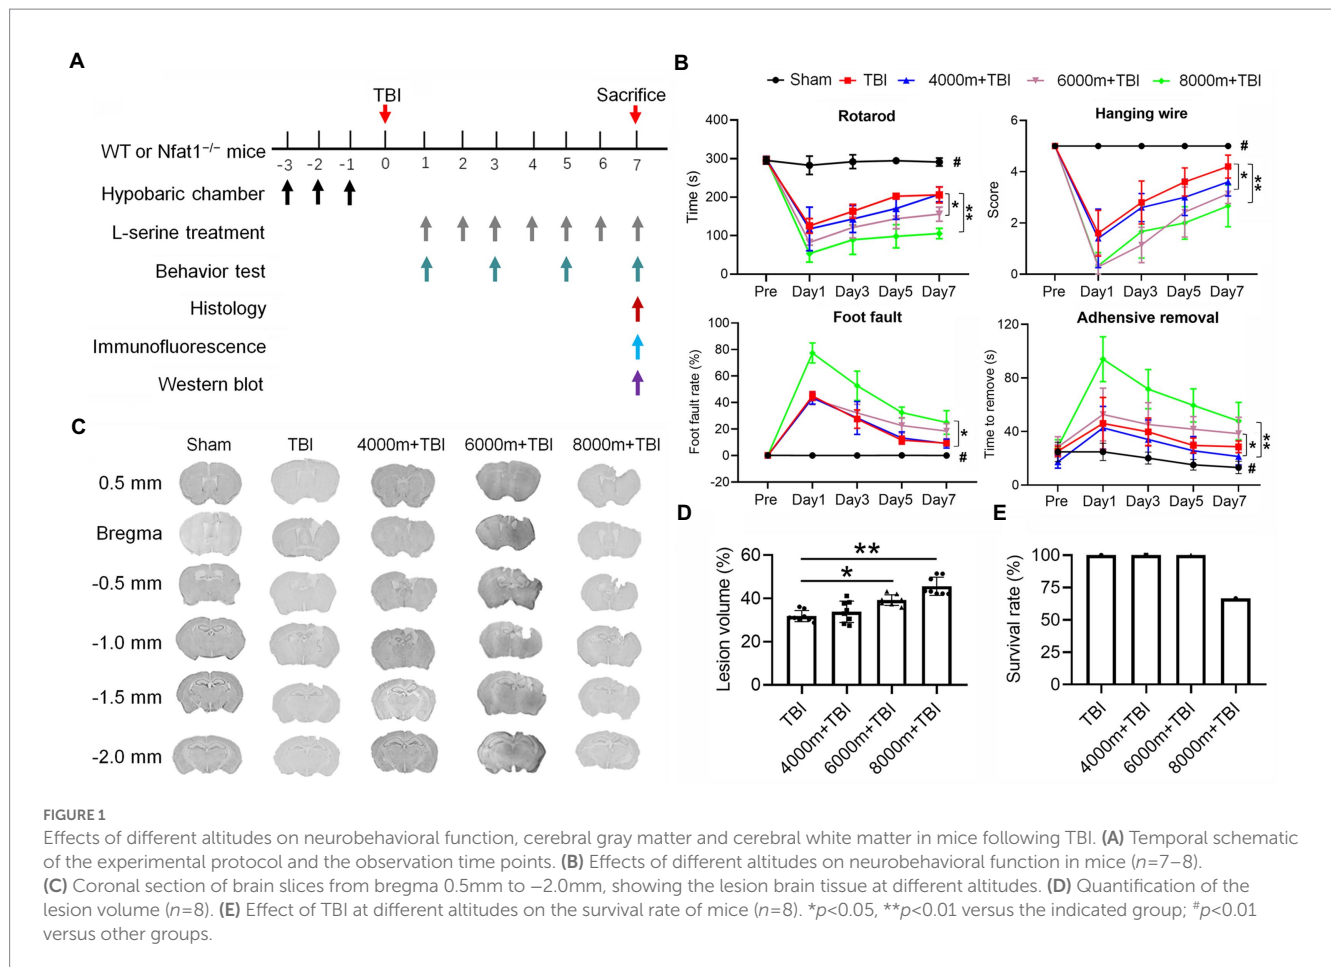 A
TBI
Sacrifice
WT or Nfat1−/− mice
-3 -2 -1 0 1 2 3 4 5 6 7
Hypobaric chamber
L-serine treatment
Behavior test
Histology
Immunofluorescence
Western blot
B
Sham TBI 4000m+TBI 6000m+TBI 8000m+TBI
Rotarod
Time (s)
400
300
200
100
0
Pre Day1 Day3 Day5 Day7
#
* **
Hanging wire
Score
6
4
2
0
Pre Day1 Day3 Day5 Day7
#
* **
Foot fault
Foot fault rate (%)
100
80
60
40
20
0
-20
Pre Day1 Day3 Day5 Day7
*
#
Adhensive removal
Time to remove (s)
120
80
40
0
Pre Day1 Day3 Day5 Day7
* **
#
C
Sham TBI 4000m+TBI 6000m+TBI 8000m+TBI
0.5 mm
Bregma
-0.5 mm
-1.0 mm
-1.5 mm
-2.0 mm
D
Lesion volume (%)
60
40
20
0
**
*
TBI 4000m+TBI 6000m+TBI 8000m+TBI
E
Survival rate (%)
100
75
50
25
0
TBI 4000m+TBI 6000m+TBI 8000m+TBI
FIGURE 1
Effects of different altitudes on neurobehavioral function, cerebral gray matter and cerebral white matter in mice following TBI. (A) Temporal schematic
of the experimental protocol and the observation time points. (B) Effects of different altitudes on neurobehavioral function in mice (n=7–8).
(C) Coronal section of brain slices from bregma 0.5mm to −2.0mm, showing the lesion brain tissue at different altitudes. (D) Quantification of the
lesion volume (n=8). (E) Effect of TBI at different altitudes on the survival rate of mice (n=8). *p<0.05, **p<0.01 versus the indicated group; #p<0.01
versus other groups.